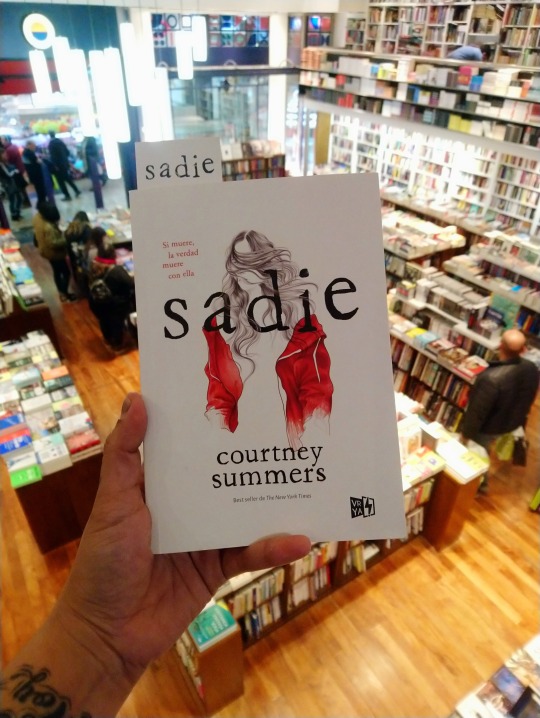 sadie
Si muere,
la verdad
muere
con ella
sadie
courtney
summers
Best seller de The New York Times
VR
YA